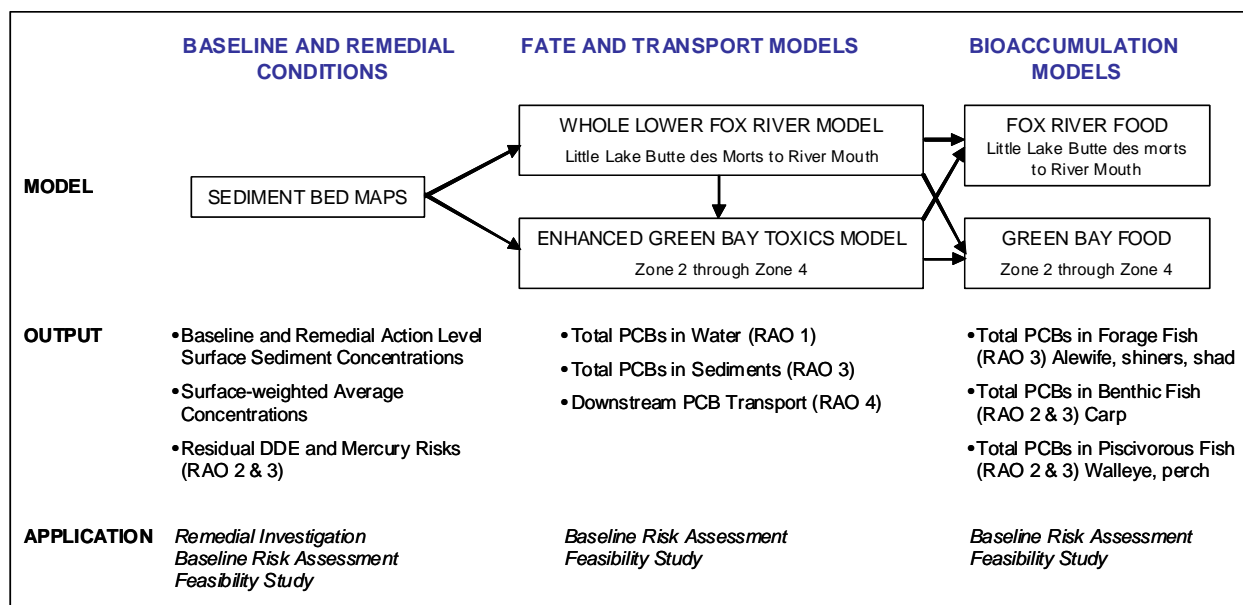 BASELINE AND REMEDIAL
CONDITIONS
FATE AND TRANSPORT MODELS
BIOACCUMULATION
MODELS
MODEL
SEDIMENT BED MAPS
WHOLE LOWER FOX RIVER MODEL
Little Lake Butte des Morts to River Mouth
ENHANCED GREEN BAY TOXICS MODEL
Zone 2 through Zone 4
FOX RIVER FOOD
Little Lake Butte des morts
to River Mouth
GREEN BAY FOOD
Zone 2 through Zone 4
OUTPUT
•Baseline and Remedial Action Level
Surface Sediment Concentrations
•Surface-weighted Average
Concentrations
•Residual DDE and Mercury Risks
(RAO 2 & 3)
•Total PCBs in Water (RAO 1)
•Total PCBs in Sediments (RAO 3)
•Downstream PCB Transport (RAO 4)
•Total PCBs in Forage Fish
(RAO 3) Alewife, shiners, shad
•Total PCBs in Benthic Fish
(RAO 2 & 3) Carp
•Total PCBs in Piscivorous Fish
(RAO 2 & 3) Walleye, perch
APPLICATION
Remedial Investigation
Baseline Risk Assessment
Feasibility Study
Baseline Risk Assessment
Feasibility Study
Baseline Risk Assessment
Feasibility Study